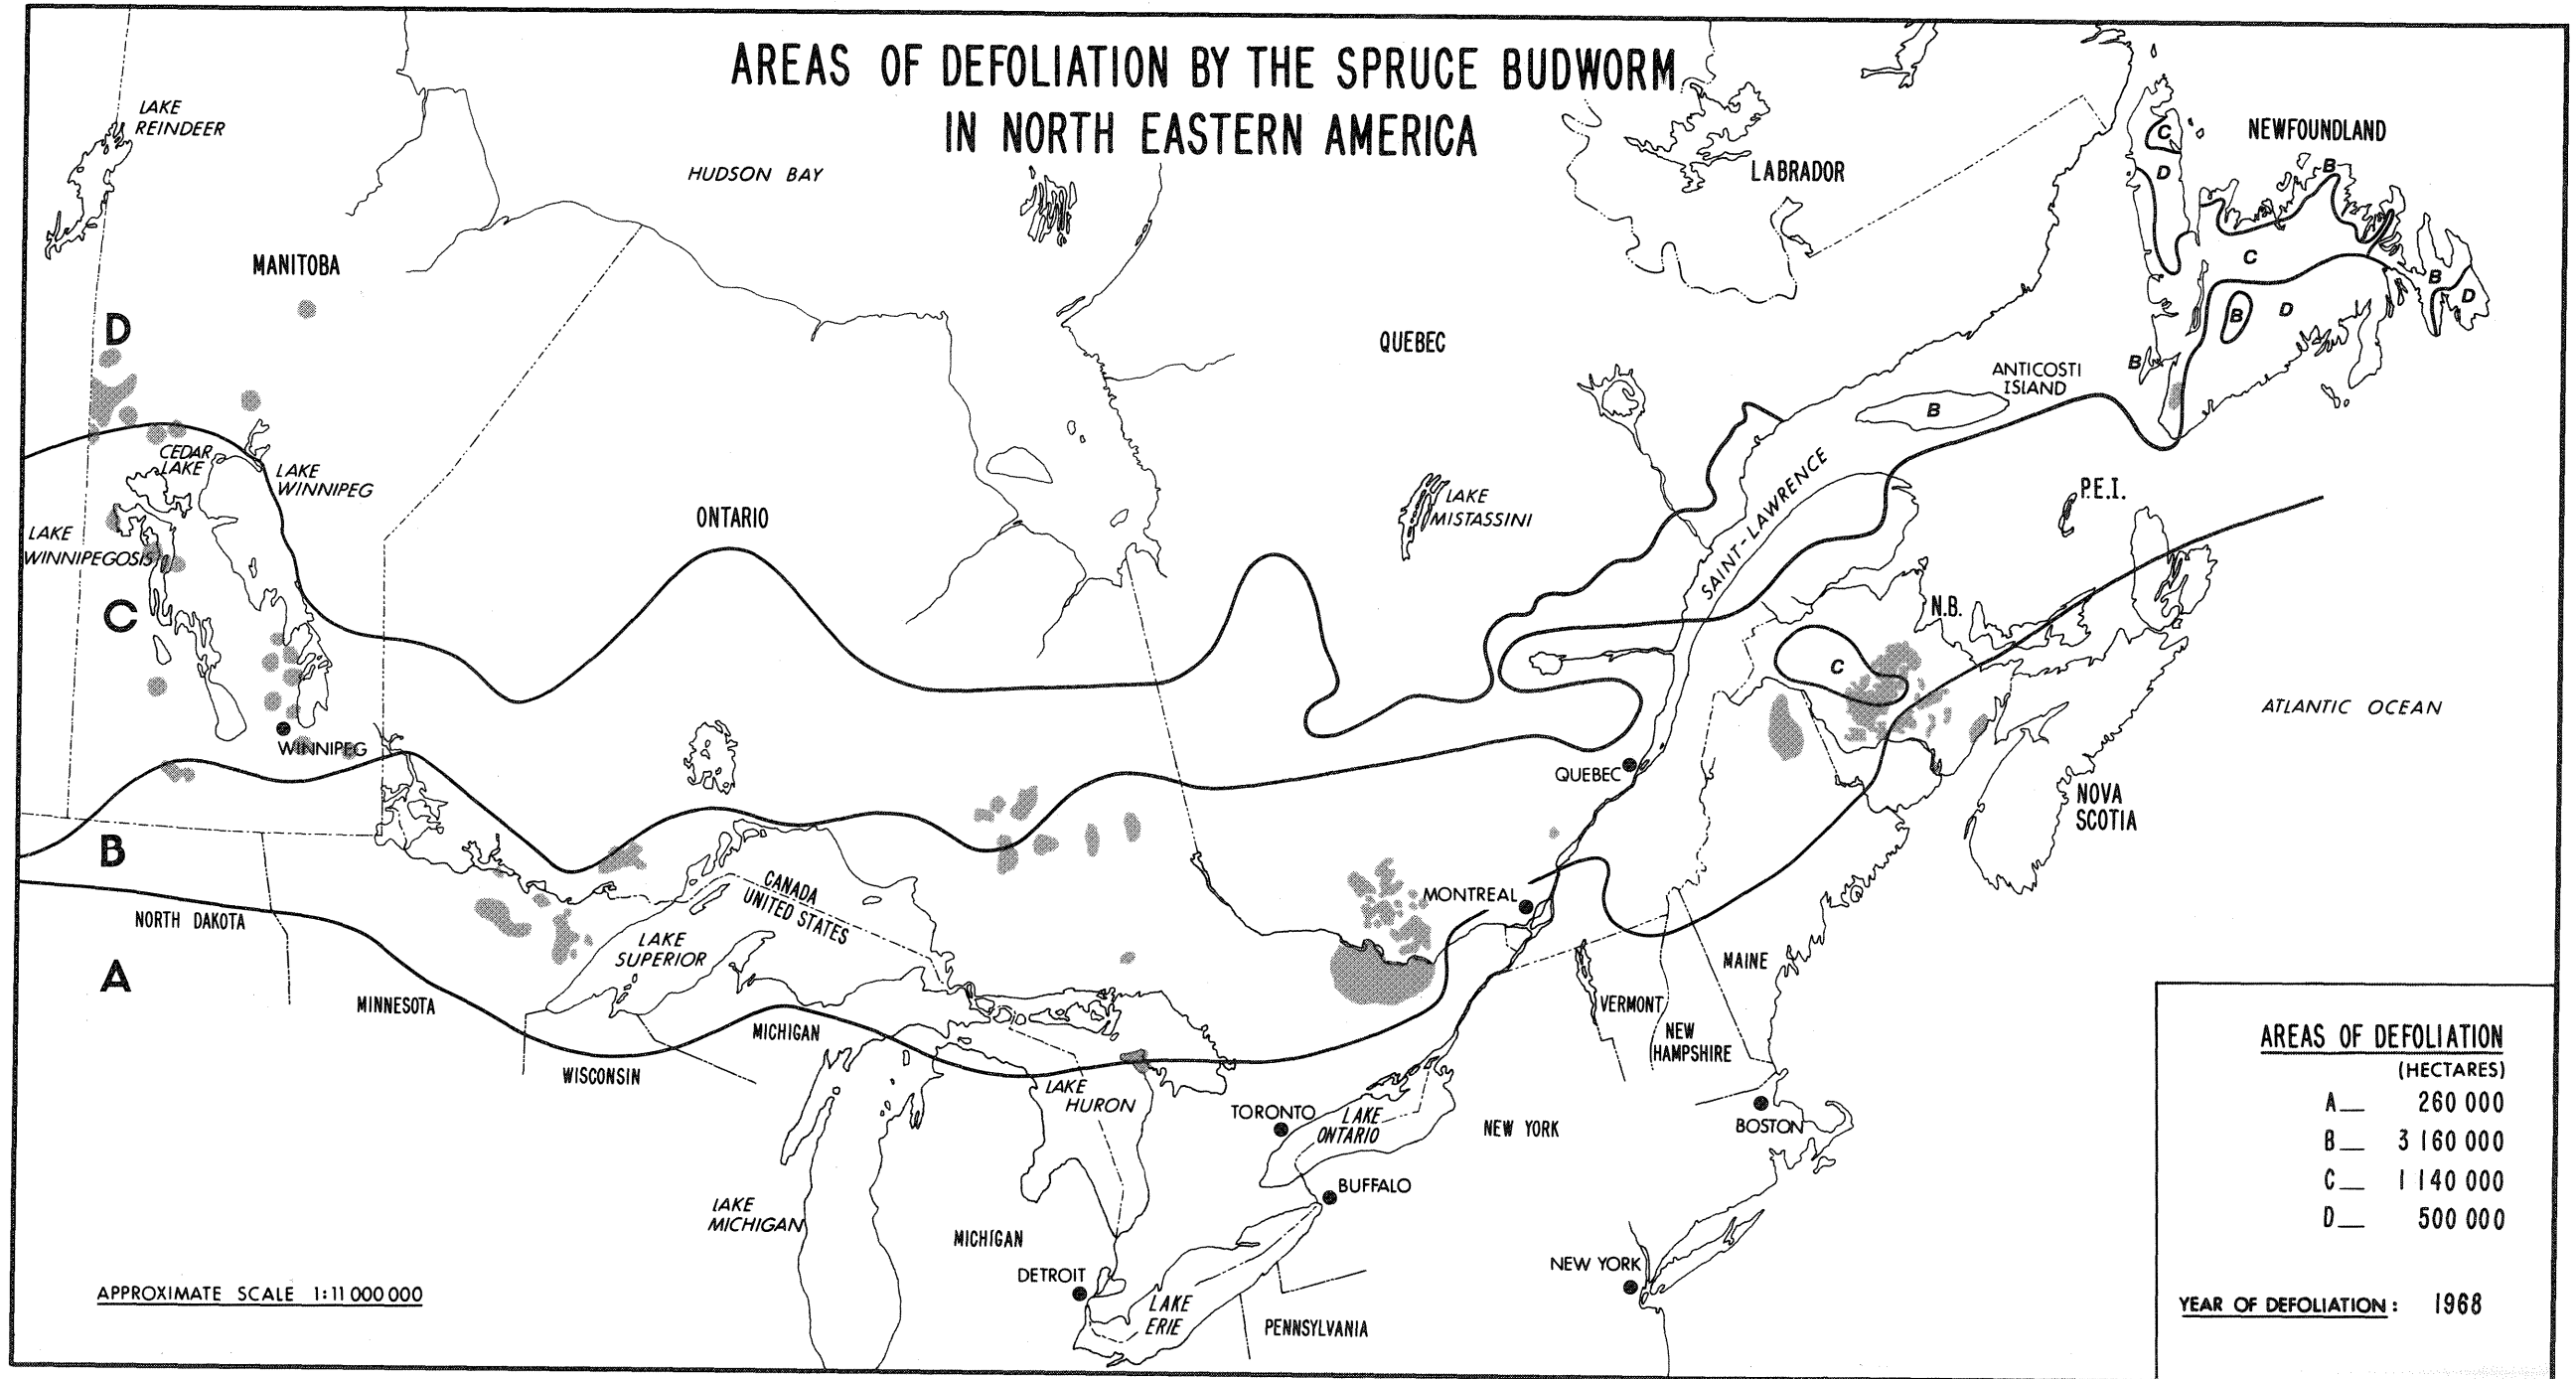 AREAS OF DEFOLIATION BY THE SPRUCE BUDWORM
IN NORTH EASTERN AMERICA
LAKE
REINDEER
HUDSON BAY
LABRADOR
NEWFOUNDLAND
C
D
B
C
B
D
B
D
B
MANITOBA
D
QUEBEC
ANTICOSTI
ISLAND
B
CEDAR
LAKE
LAKE
WINNIPEG
LAKE
WINNIPEGOSIS
ONTARIO
LAKE
MISTASSINI
SAINT-LAWRENCE
P.E.I.
N.B.
C
C
WINNIPEG
ATLANTIC OCEAN
QUEBEC
NOVA
SCOTIA
B
CANADA
UNITED STATES
MONTREAL
NORTH DAKOTA
A
LAKE
SUPERIOR
MINNESOTA
MICHIGAN
WISCONSIN
MAINE
VERMONT
NEW
HAMPSHIRE
LAKE
HURON
TORONTO
LAKE
ONTARIO
NEW YORK
BOSTON
BUFFALO
LAKE
MICHIGAN
MICHIGAN
DETROIT
LAKE
ERIE
PENNSYLVANIA
NEW YORK
APPROXIMATE SCALE 1:11 000 000
AREAS OF DEFOLIATION
(HECTARES)
A__ 260 000
B__ 3 160 000
C__ 1 140 000
D__ 500 000
YEAR OF DEFOLIATION: 1968